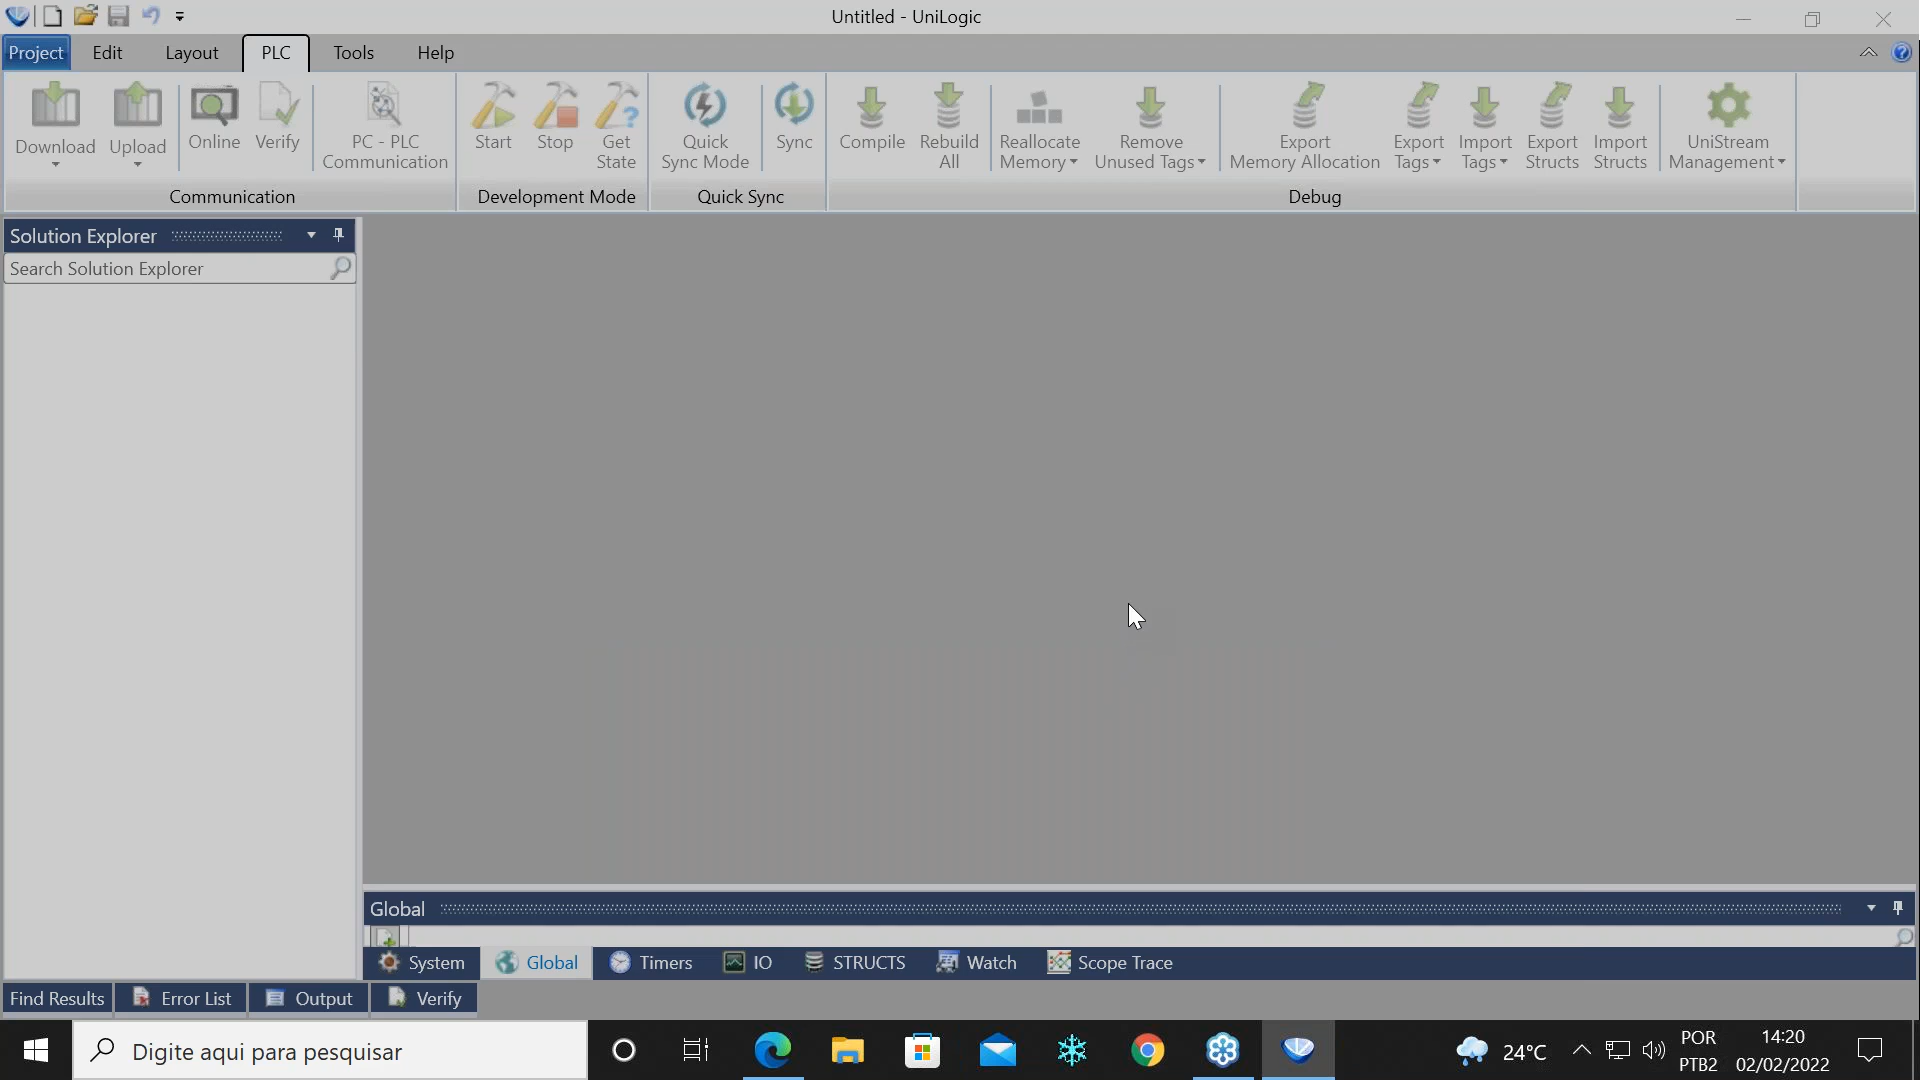 Untitled - UniLogic
Project Edit Layout PLC Tools Help
Download Upload Online Verify PC - PLC Communication Start Stop Get State Quick Sync Mode Sync Compile Rebuild All Reallocate Memory Remove Unused Tags Export Memory Allocation Export Tags Import Tags Export Structs Import Structs UniStream Management
Communication Development Mode Quick Sync Debug
Solution Explorer
Search Solution Explorer
Global
System Global Timers IO STRUCTS Watch Scope Trace
Find Results Error List Output Verify
Digite aqui para pesquisar
24°C
POR
PTB2
14:20
02/02/2022